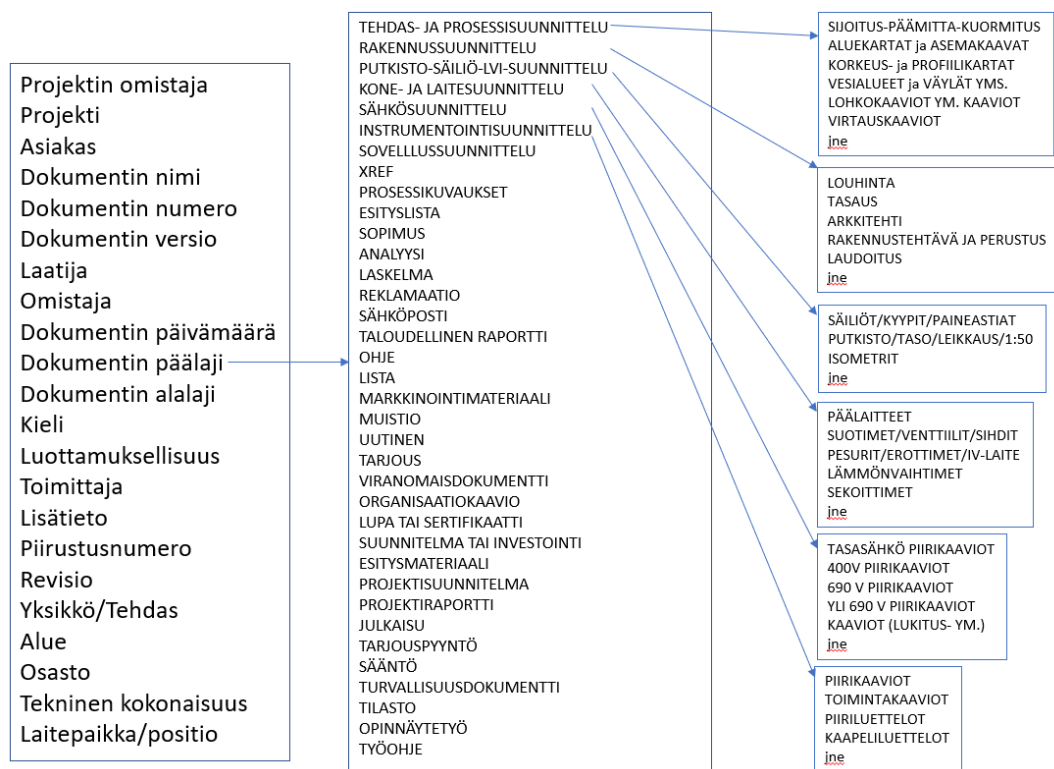 Projektin omistaja
Projekti
Asiakas
Dokumentin nimi
Dokumentin numero
Dokumentin versio
Laatija
Omistaja
Dokumentin päivämäärä
Dokumentin päälaji
Dokumentin alalaji
Kieli
Luottamuksellisuus
Toimittaja
Lisätieto
Piirustusnumero
Revisio
Yksikkö/Tehdas
Alue
Osasto
Tekninen kokonaisuus
Laitepaikka/positio
TEHDAS- JA PROSESSISUUNNITTELU
RAKENNUSSUUNNITTELU
PUTKISTO-SÄILIÖ-LVI-SUUNNITTELU
KONE- JA LAITESUUNNITTELU
SÄHKÖSUUNNITTELU
INSTRUMENTOINTISUUNNITTELU
SOVELLLUSSUUNNITTELU
XREF
PROSESSIKUVAUKSET
ESITYSLISTA
SOPIMUS
ANALYYSI
LASKELMA
REKLAMAATIO
SÄHKÖPOSTI
TALOUDELLINEN RAPORTTI
OHJE
LISTA
MARKKINOINTIMATERIAALI
MUISTIO
UUTINEN
TARJOUS
VIRANOMAISDOKUMENTTI
ORGANISAATIOKAAVIO
LUPA TAI SERTIFIKAATTI
SUUNNITELMA TAI INVESTOINTI
ESITYSMATERIAALI
PROJEKTISUUNNITELMA
PROJEKTIRAPORTTI
JULKAISU
TARJOUSPYYNTÖ
SÄÄNTÖ
TURVALLISUUSDOKUMENTTI
TILASTO
OPINNÄYTETYÖ
TYÖOHJE
SIJOITUS-PÄÄMITTA-KUORMITUS
ALUEKARTAT ja ASEMAKAAVAT
KORKEUS- ja PROFIILIKARTAT
VESIALUEET ja VÄYLÄT YMS.
LOHKOKAAVIOT YM. KAAVIOT
VIRTAUSKAAVIOT
jne
LOUHINTA
TASAUS
ARKKITEHTI
RAKENNUSTEHTÄVÄ JA PERUSTUS
LAUDOITUS
jne
SÄILIÖT/KYYPIT/PAINEASTIAT
PUTKISTO/TASO/LEIKKAUS/1:50
ISOMETRIT
jne
PÄÄLAITTEET
SUOTIMET/VENTTIILIT/SIHDIT
PESURIT/EROTTIMET/IV-LAITE
LÄMMÖNVAIHTIMET
SEKOITTIMET
jne
TASASÄHKÖ PIIRIKAAVIOT
400V PIIRIKAAVIOT
690 V PIIRIKAAVIOT
YLI 690 V PIIRIKAAVIOT
KAAVIOT (LUKITUS- YM.)
jne
PIIRIKAAVIOT
TOIMINTAKAAVIOT
PIIRILUETTELOT
KAAPELILUETTELOT
jne